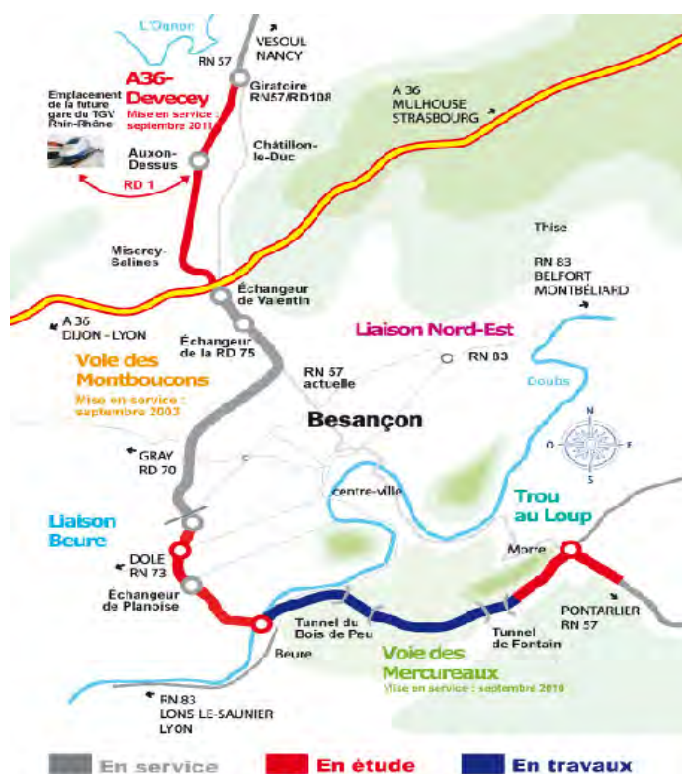 L'Ognon
VESOUL
NANCY
RN 57
A36-
Devecey
Mise en service :
septembre 2011
Giratoire
RN57/RD108
Emplacement
de la future
gare du TGV
Rhin-Rhône
A 36
MULHOUSE
STRASBOURG
Châtillon-
le-Duc
Auxon-
Dessus
RD 1
Thise
Miserey-
Salines
RN 83
BELFORT
MONTBÉLIARD
Échangeur
de Valentin
A 36
DIJON - LYON
Échangeur
de la RD 75
Liaison Nord-Est
RN 83
Voie des
Montboucons
Mise en service :
septembre 2003
RN 57
actuelle
Doubs
Besançon
N
O
E
S
GRAY
RD 70
centre-ville
Trou
au Loup
Liaison
Beure
Morre
DOLE
RN 73
Échangeur
de Planoise
PONTARLIER
RN 57
Tunnel du
Bois de Peu
Tunnel
de Fontain
Beure
Voie des
Mercureaux
Mise en service : septembre 2010
RN 83
LONS LE-SAUNIER
LYON
En service
En étude
En travaux